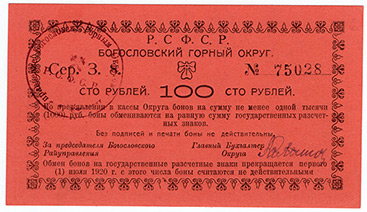 Р. С. Ф. С. Р.
БОГОСЛОВСКИЙ ГОРНЫЙ ОКРУГ.
Сер. З. 8. № 75028
СТО РУБЛЕЙ. 100 СТО РУБЛЕЙ.
По предъявлении в кассы Округа бонов на сумму не менее одной тысячи
(1000) руб. боны обмениваются на равную сумму государственных расчет-
ных знаков.
Без подписей и печати боны не действительны.
За председателя Богословского Главный Бухгалтер
Райуправления Округа
Обмен бонов на государственные расчетные знаки прекращается первого
(1) июля 1920 г. с этого числа боны считаются не действительными